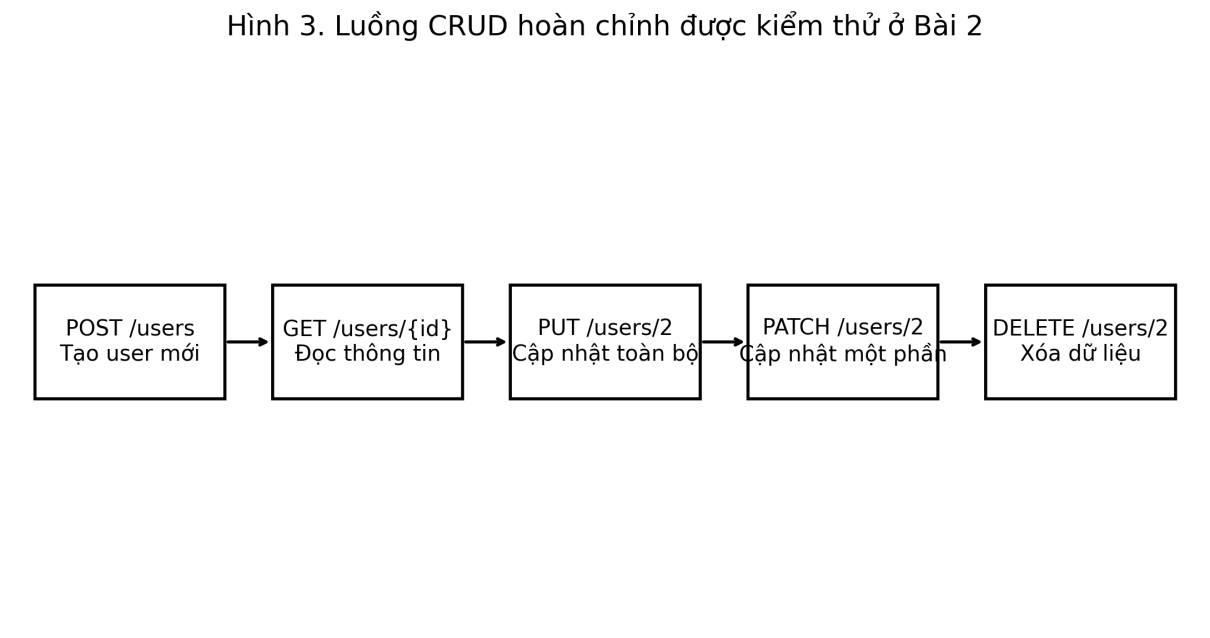 Hình 3. Luồng CRUD hoàn chỉnh được kiểm thử ở Bài 2
POST /users
Tạo user mới
GET /users/{id}
Đọc thông tin
PUT /users/2
Cập nhật toàn bộ
PATCH /users/2
Cập nhật một phần
DELETE /users/2
Xóa dữ liệu